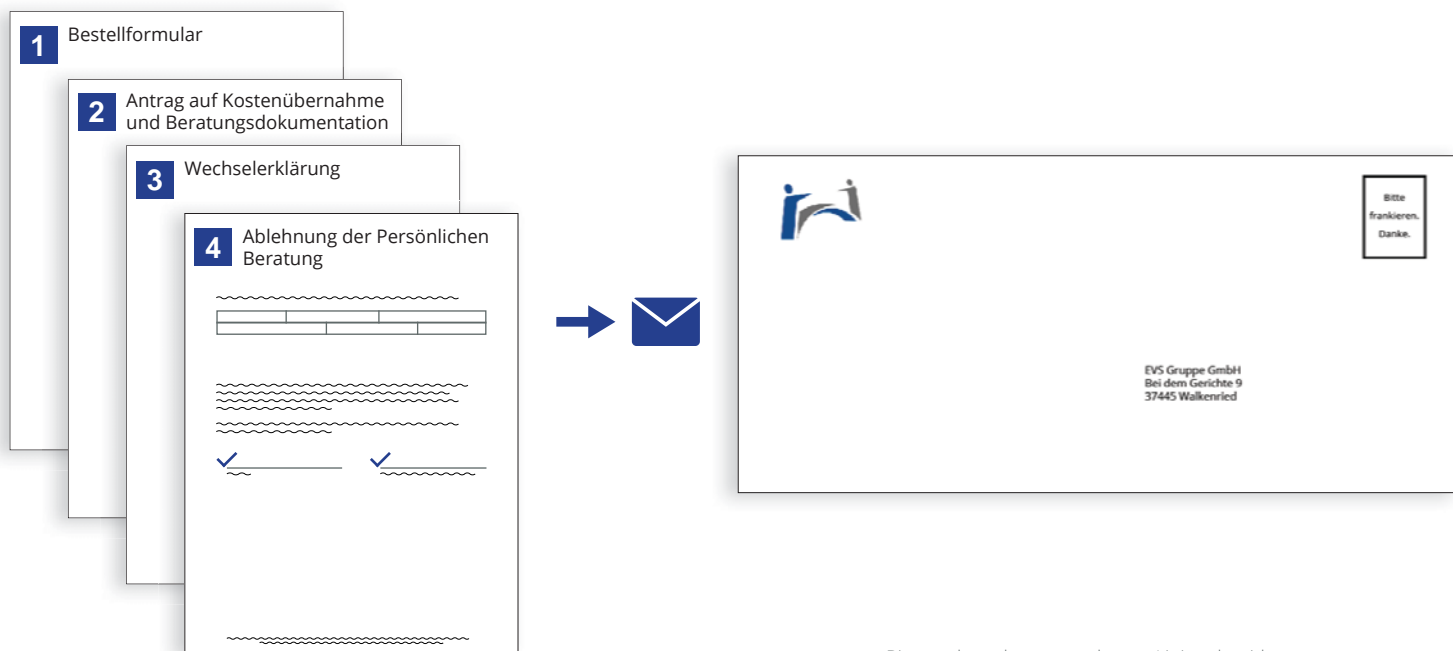 1 Bestellformular
2 Antrag auf Kostenübernahme
und Beratungsdokumentation
3 Wechselerklärung
4 Ablehnung der Persönlichen
Beratung
Bitte
frankieren.
Danke.
EVS Gruppe GmbH
Bei dem Gerichte 9
37445 Walkenried